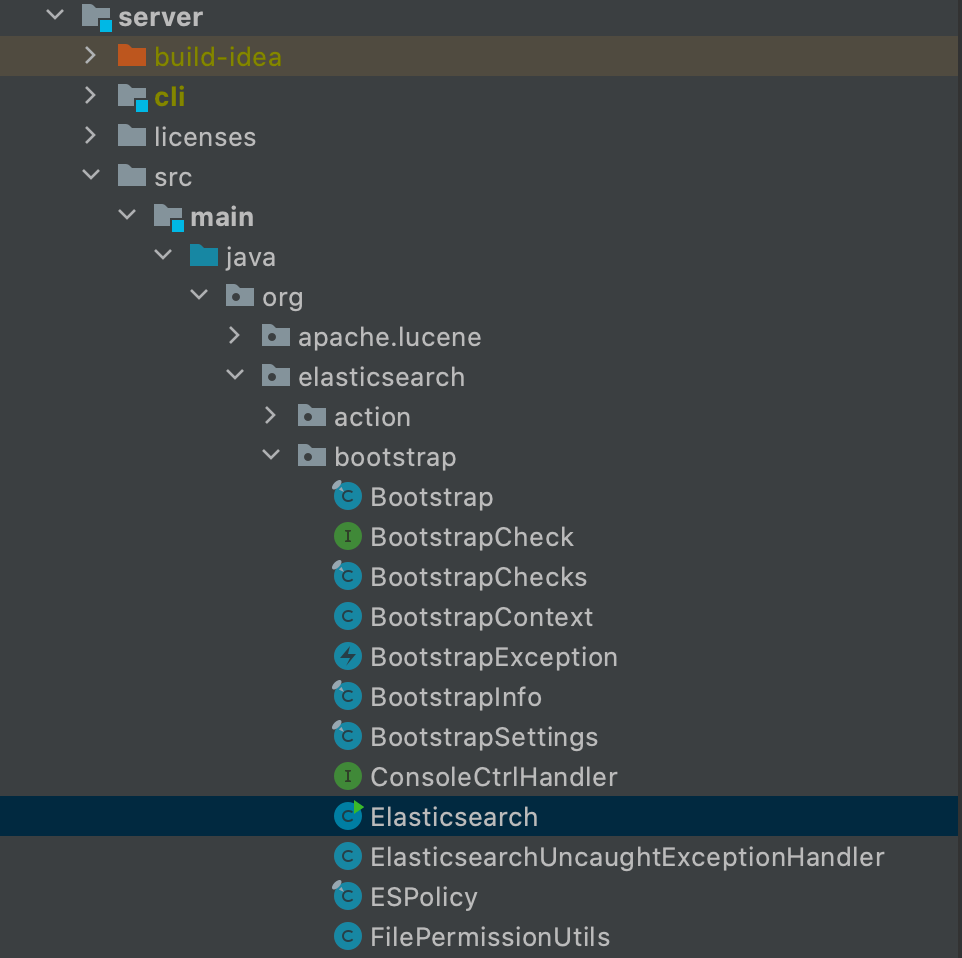 server
build-idea
cli
licenses
src
main
java
org
apache.lucene
elasticsearch
action
bootstrap
Bootstrap
BootstrapCheck
BootstrapChecks
BootstrapContext
BootstrapException
BootstrapInfo
BootstrapSettings
ConsoleCtrlHandler
Elasticsearch
ElasticsearchUncaughtExceptionHandler
ESPolicy
FilePermissionUtils